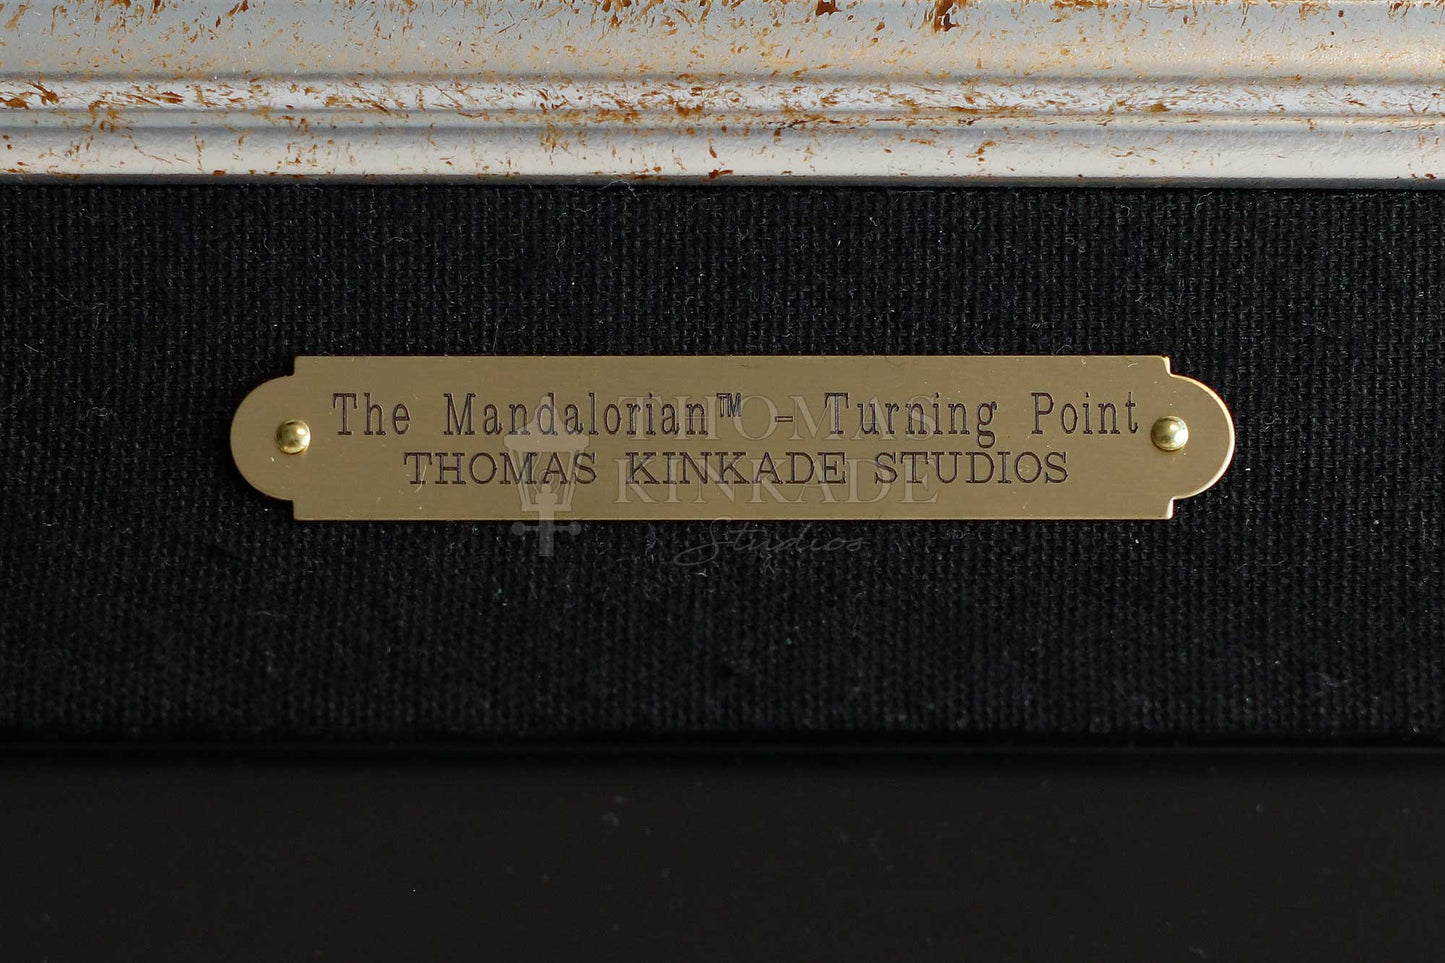 The Mandalorian™ – Turning Point
THOMAS KINKADE STUDIOS
THOMAS
KINKADE
Studios